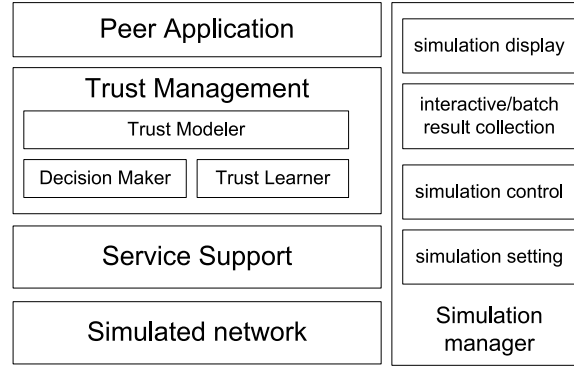 Peer Application
Trust Management
Trust Modeler
Decision Maker
Trust Learner
Service Support
Simulated network
simulation display
interactive/batch
result collection
simulation control
simulation setting
Simulation
manager